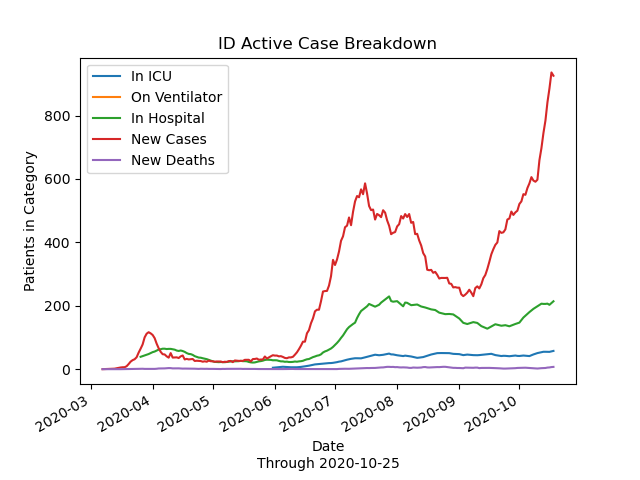 ID Active Case Breakdown
In ICU
On Ventilator
In Hospital
New Cases
New Deaths
Patients in Category
800
600
400
200
0
2020-03
2020-04
2020-05
2020-06
2020-07
2020-08
2020-09
2020-10
Date
Through 2020-10-25